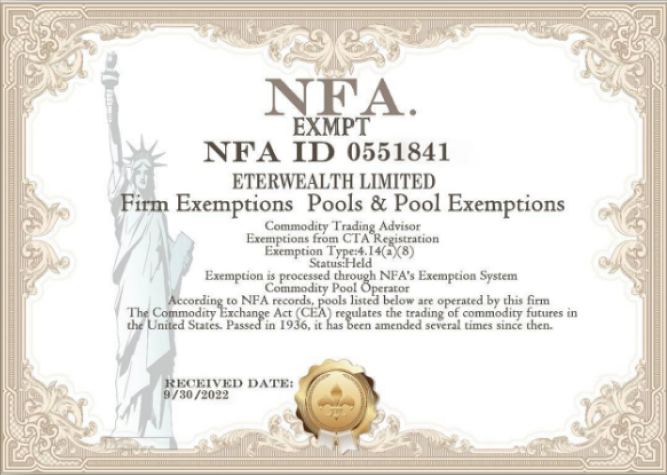 NFA.
EXMPT
NFA ID 0551841
ETERWEALTH LIMITED
Firm Exemptions Pools & Pool Exemptions
Commodity Trading Advisor
Exemptions from CTA Registration
Exemption Type:4.14(a)(8)
Status:Held
Exemption is processed through NFA's Exemption System
Commodity Pool Operator
According to NFA records, pools listed below are operated by this firm
The Commodity Exchange Act (CEA) regulates the trading of commodity futures in
the United States. Passed in 1936, it has been amended several times since then.
RECEIVED DATE:
9/30/2022